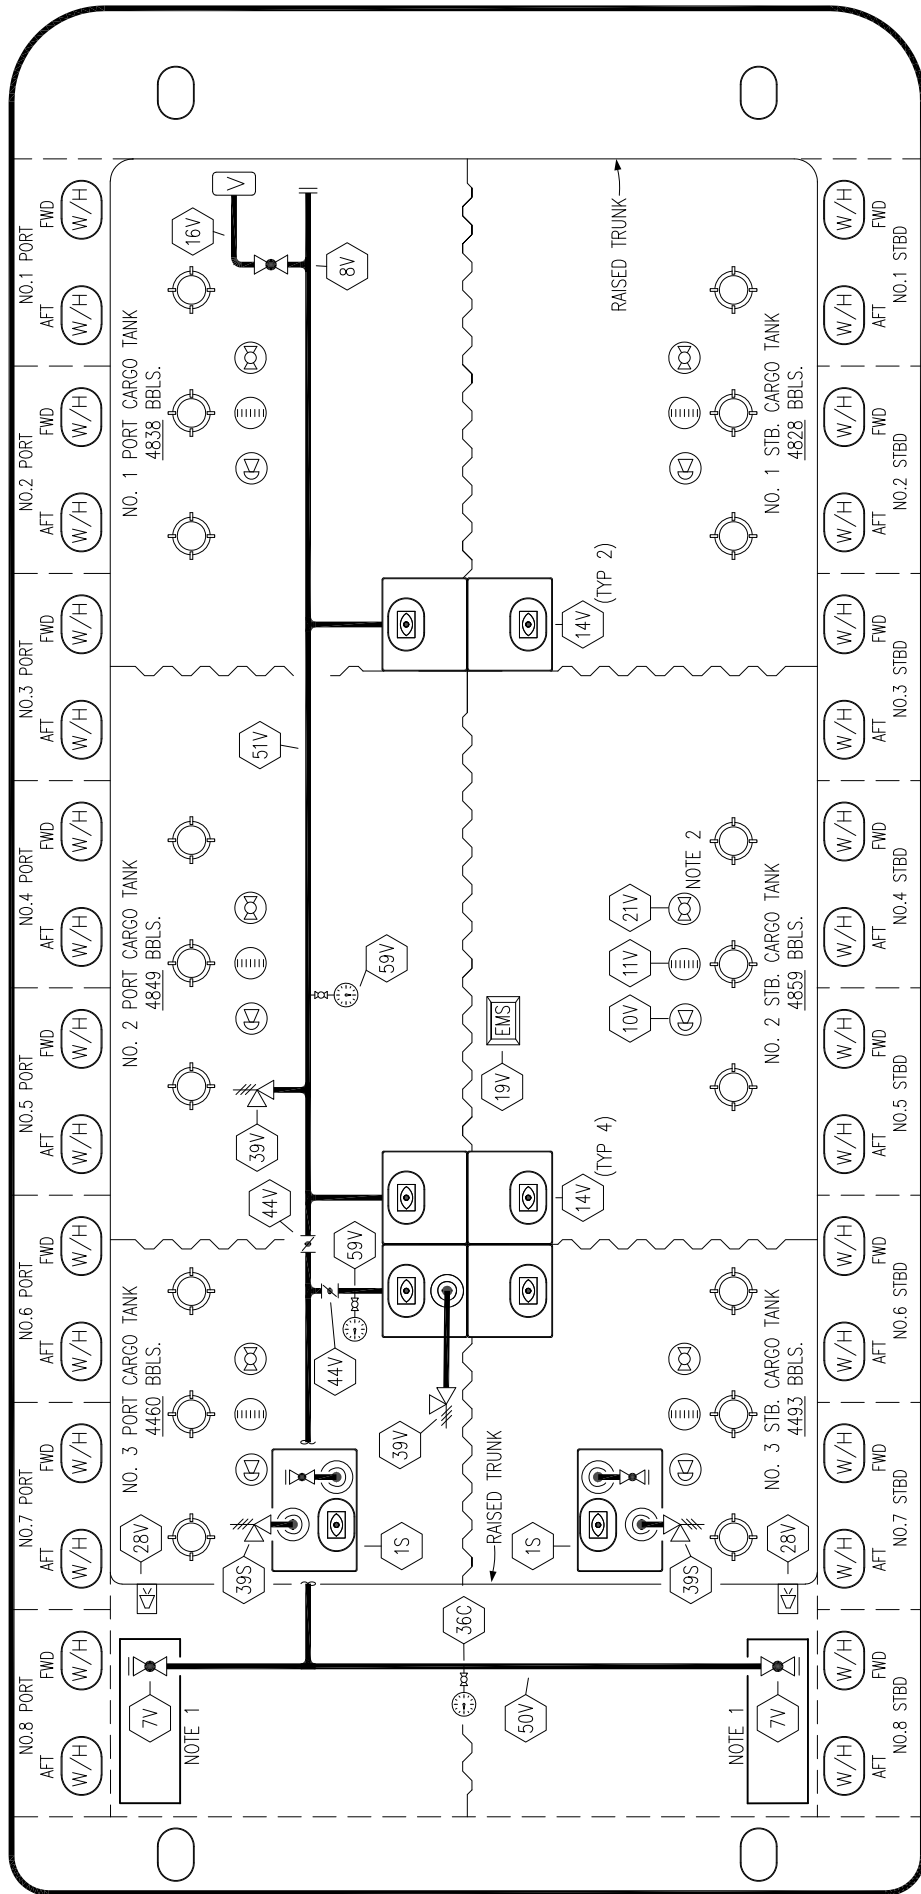 NO.8 PORT
AFT
FWD
W/H
W/H
NO.7 PORT
AFT
FWD
W/H
W/H
NO.6 PORT
AFT
FWD
W/H
W/H
NO.5 PORT
AFT
FWD
W/H
W/H
NO.4 PORT
AFT
FWD
W/H
W/H
NO.3 PORT
AFT
FWD
W/H
W/H
NO.2 PORT
AFT
FWD
W/H
W/H
NO.1 PORT
AFT
FWD
W/H
W/H
7V
NOTE 1
28V
NO. 3 PORT CARGO TANK
4460 BBLS.
NO. 2 PORT CARGO TANK
4849 BBLS.
NO. 1 PORT CARGO TANK
4838 BBLS.
16V
V
39S
39V
44V
51V
8V
44V
59V
59V
1S
39V
36C
50V
RAISED TRUNK
19V
EMS
1S
14V
(TYP 4)
14V
(TYP 2)
RAISED TRUNK
10V
11V
21V
NOTE 2
39S
28V
NOTE 1
7V
NO. 3 STB. CARGO TANK
4493 BBLS.
NO. 2 STB. CARGO TANK
4859 BBLS.
NO. 1 STB. CARGO TANK
4828 BBLS.
W/H
W/H
AFT
FWD
NO.8 STBD
W/H
W/H
AFT
FWD
NO.7 STBD
W/H
W/H
AFT
FWD
NO.6 STBD
W/H
W/H
AFT
FWD
NO.5 STBD
W/H
W/H
AFT
FWD
NO.4 STBD
W/H
W/H
AFT
FWD
NO.3 STBD
W/H
W/H
AFT
FWD
NO.2 STBD
W/H
W/H
AFT
FWD
NO.1 STBD